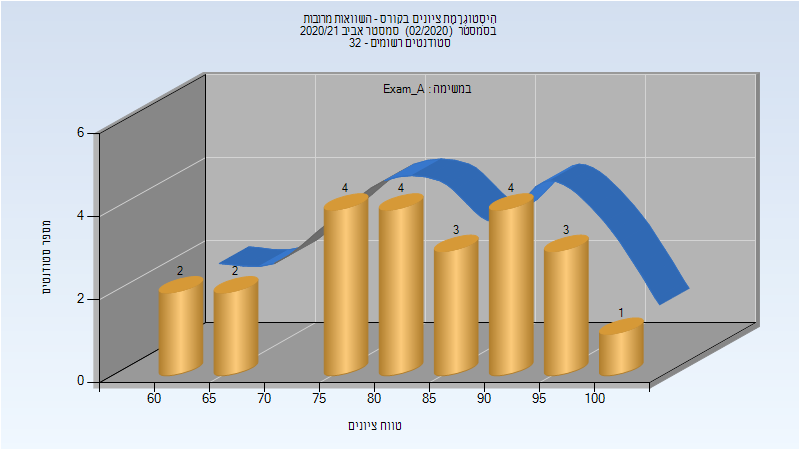 היסטוגרמת ציונים בקורס - השוואות מרובות
בסמסטר (02/2020) סמסטר אביב 2020/21
סטודנטים רשומים - 32
במשימה : Exam_A
6
4
2
0
מספר סטודנטים
2
2
4
4
3
4
3
1
60 65 70 75 80 85 90 95 100
טווח ציונים